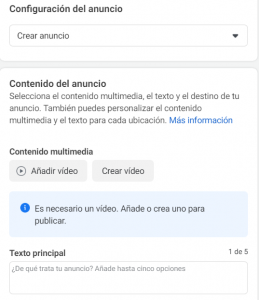 Configuración del anuncio
Crear anuncio
Contenido del anuncio
Selecciona el contenido multimedia, el texto y el destino de tu
anuncio. También puedes personalizar el contenido
multimedia y el texto para cada ubicación. Más información
Contenido multimedia
Añadir vídeo Crear vídeo
Es necesario un vídeo. Añade o crea uno para
publicar.
Texto principal 1 de 5
¿De qué trata tu anuncio? Añade hasta cinco opciones